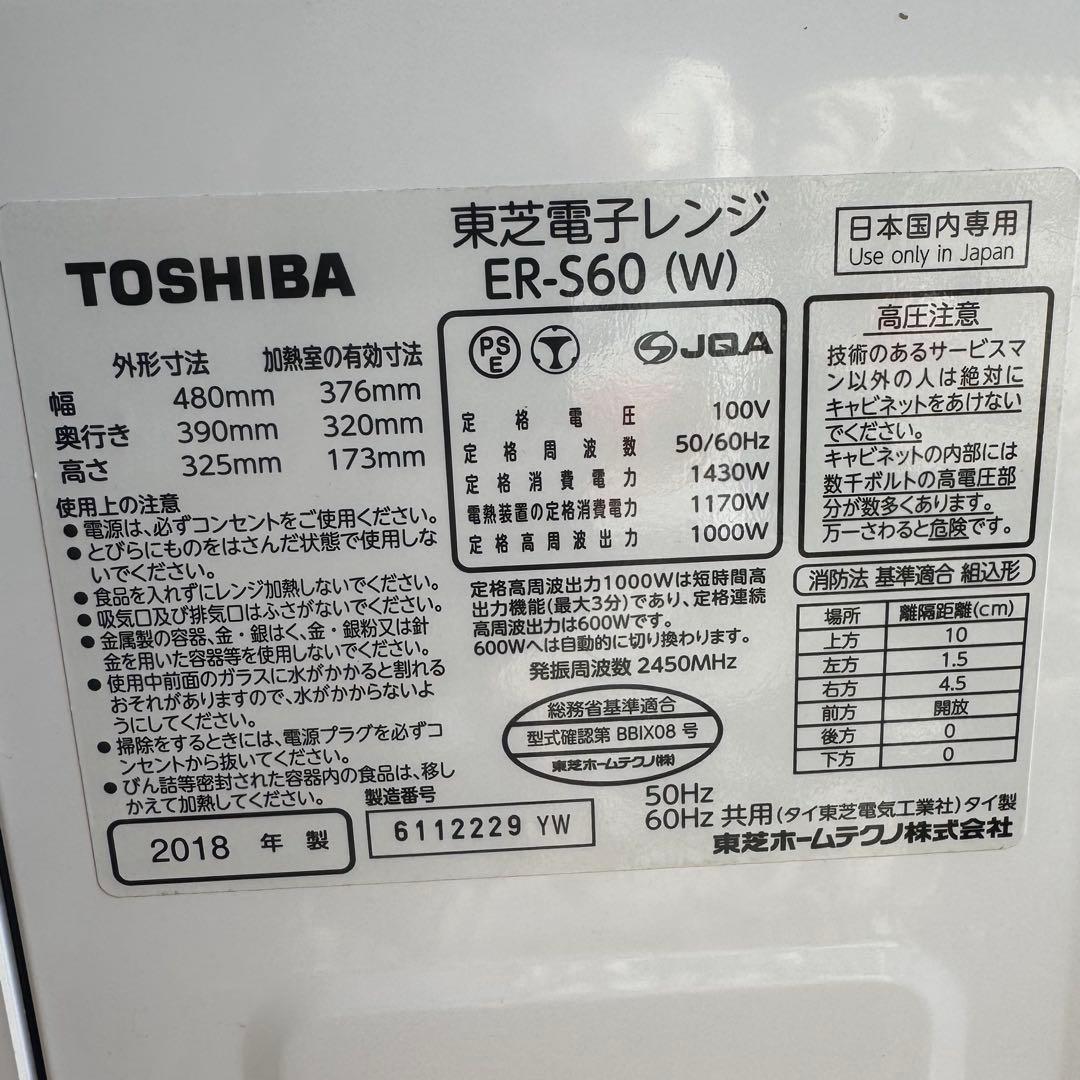 TOSHIBA
東芝電子レンジ
ER-S60 (W)
日本国内専用
Use only in Japan
外形寸法 加熱室の有効寸法
幅 480mm 376mm
奥行き 390mm 320mm
高さ 325mm 173mm
使用上の注意
●電源は、必ずコンセントをご使用ください。
●とびらにものをはさんだ状態で使用しな
いでください。
●食品を入れずにレンジ加熱しないでください。
●吸気口及び排気口はふさがないでください。
●金属製の容器、金・銀はく、金・銀粉又は針
金を用いた容器等を使用しないでください。
●使用中前面のガラスに水がかかると割れる
おそれがありますので、水がかからないよ
うにしてください。
●掃除をするときには、電源プラグを必ずコ
ンセントから抜いてください。
●びん詰等密封された容器内の食品は、移し
かえて加熱してください。
2018 年 製
製造番号
6112229 YW
PS
E
JQA
定格電圧 100V
定格周波数 50/60Hz
定格消費電力 1430W
電熱装置の定格消費電力 1170W
定格高周波出力 1000W
定格高周波出力1000Wは短時間高
出力機能(最大3分)であり、定格連続
高周波出力は600Wです。
600Wへは自動的に切り換わります。
発振周波数 2450MHz
総務省基準適合
型式確認第 BBIX08 号
東芝ホームテクノ(株)
高圧注意
技術のあるサービスマ
ン以外の人は絶対に
キャビネットをあけない
でください。
キャビネットの内部には
数千ボルトの高電圧部
分が数多くあります。
万一さわると危険です。
消防法 基準適合 組込形
場所 離隔距離(cm)
上方 10
左方 1.5
右方 4.5
前方 開放
後方 0
下方 0
50Hz
60Hz 共用 (タイ東芝電気工業社)タイ製
東芝ホームテクノ株式会社